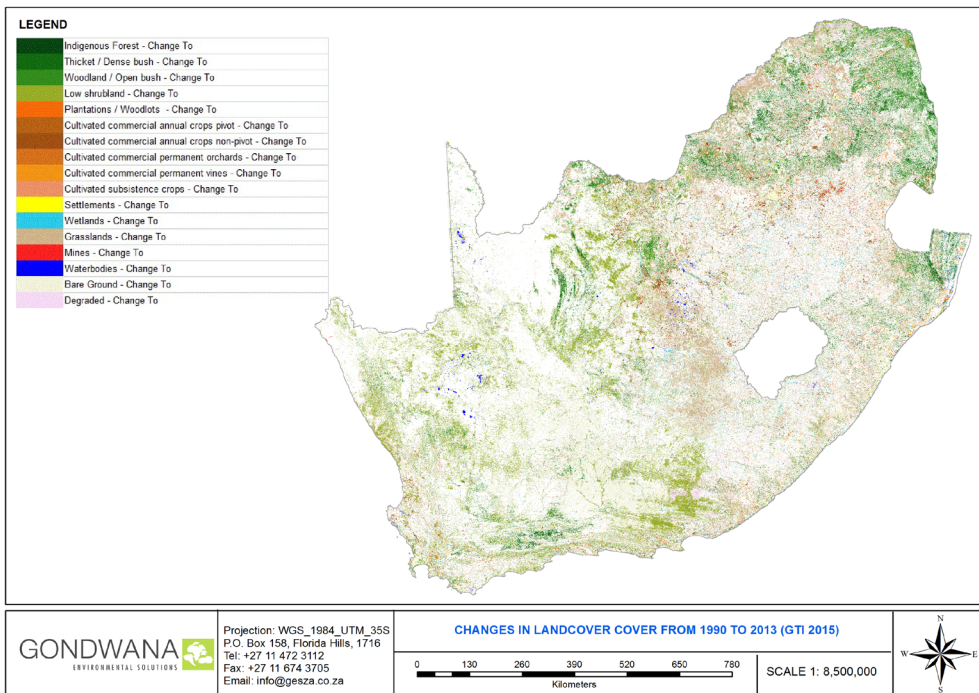 LEGEND
Indigenous Forest - Change To
Thicket / Dense bush - Change To
Woodland / Open bush - Change To
Low shrubland - Change To
Plantations / Woodlots - Change To
Cultivated commercial annual crops pivot - Change To
Cultivated commercial annual crops non-pivot - Change To
Cultivated commercial permanent orchards - Change To
Cultivated commercial permanent vines - Change To
Cultivated subsistence crops - Change To
Settlements - Change To
Wetlands - Change To
Grasslands - Change To
Mines - Change To
Waterbodies - Change To
Bare Ground - Change To
Degraded - Change To
GONDWANA
ENVIRONMENTAL SOLUTIONS
Projection: WGS_1984_UTM_35S
P.O. Box 158, Florida Hills, 1716
Tel: +27 11 472 3112
Fax: +27 11 674 3705
Email: info@gesza.co.za
CHANGES IN LANDCOVER COVER FROM 1990 TO 2013 (GTI 2015)
0 130 260 390 520 650 780
Kilometers
SCALE 1: 8,500,000
N
W E
S